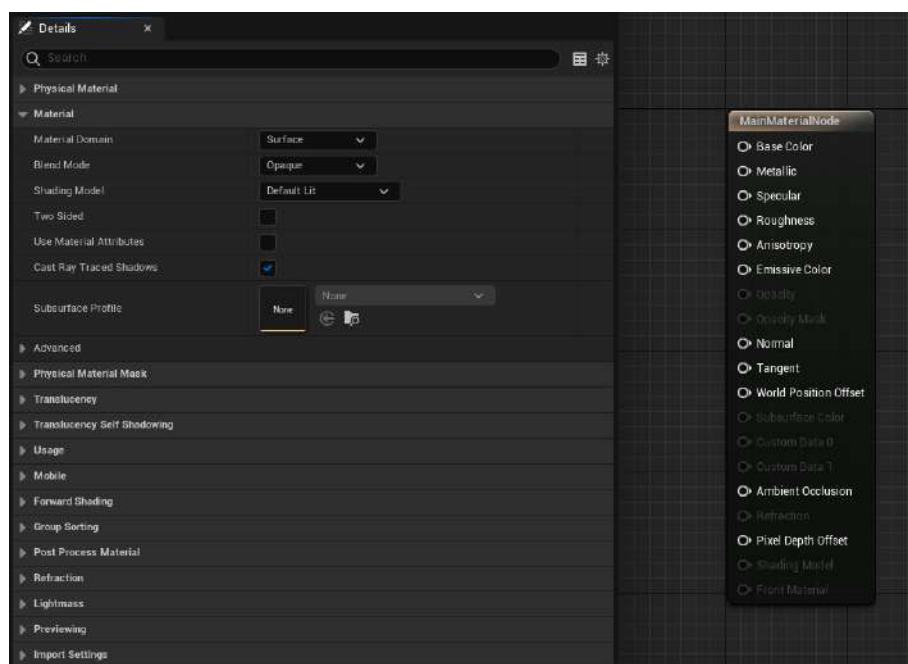 Details
Search
Physical Material
Material
Material Domain
Surface
Blend Mode
Opaque
Shading Model
Default Lit
Two Sided
Use Material Attributes
Cast Ray Traced Shadows
Subsurface Profile
None
None
Advanced
Physical Material Mask
Translucency
Translucency Self Shadowing
Usage
Mobile
Forward Shading
Group Sorting
Post Process Material
Refraction
Lightmass
Previewing
Import Settings
MainMaterialNode
Base Color
Metallic
Specular
Roughness
Anisotropy
Emissive Color
Opacity
Opacity Mask
Normal
Tangent
World Position Offset
Subsurface Color
Custom Data 0
Custom Data 1
Ambient Occlusion
Refraction
Pixel Depth Offset
Shading Model
Front Material